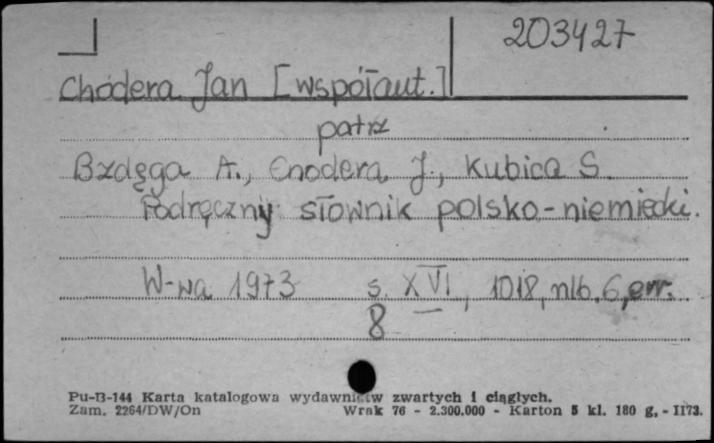 203427
Chodera Jan [współaut.]
patrz
Bzdęga A., Chodera J., Kubica S.
Podręczny słownik polsko-niemiecki.
W-wa 1973 s. XVI, 1018, nlb. 6, err.
8
Pu-B-144 Karta katalogowa wydawnictw zwartych i ciągłych.
Zam. 2264/DW/On Wrak 76 - 2.300.000 - Karton 5 kl. 180 g. - II73.